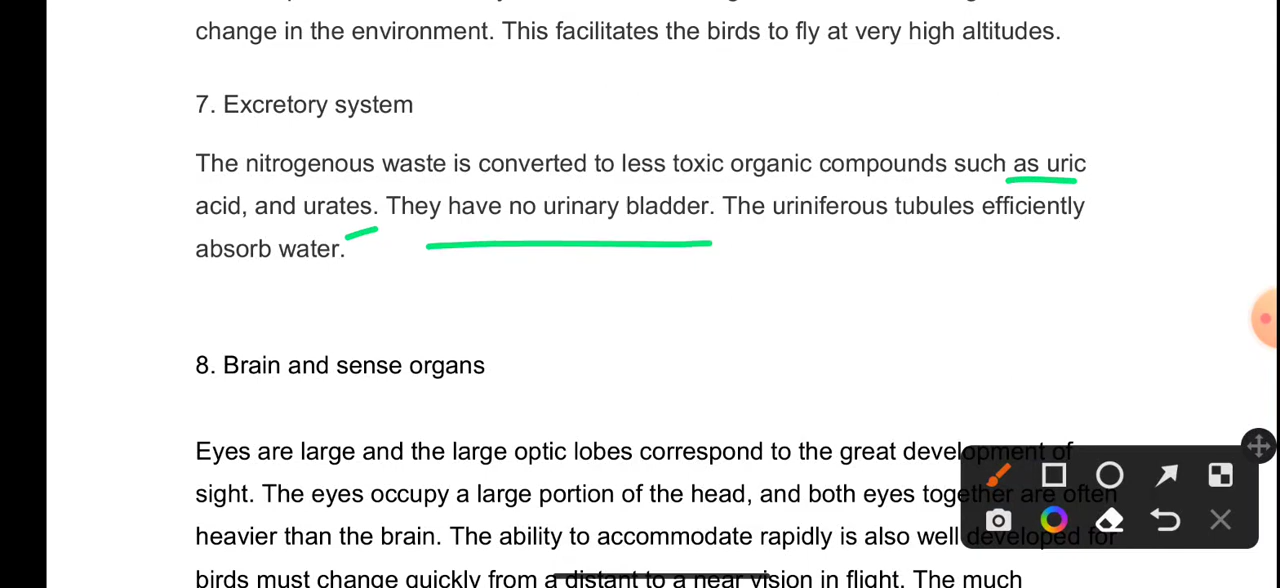 change in the environment. This facilitates the birds to fly at very high altitudes.
7. Excretory system
The nitrogenous waste is converted to less toxic organic compounds such as uric
acid, and urates. They have no urinary bladder. The uriniferous tubules efficiently
absorb water.
8. Brain and sense organs
Eyes are large and the large optic lobes correspond to the great development of
sight. The eyes occupy a large portion of the head, and both eyes together are often
heavier than the brain. The ability to accommodate rapidly is also well developed for
birds must change quickly from a distant to a near vision in flight. The much